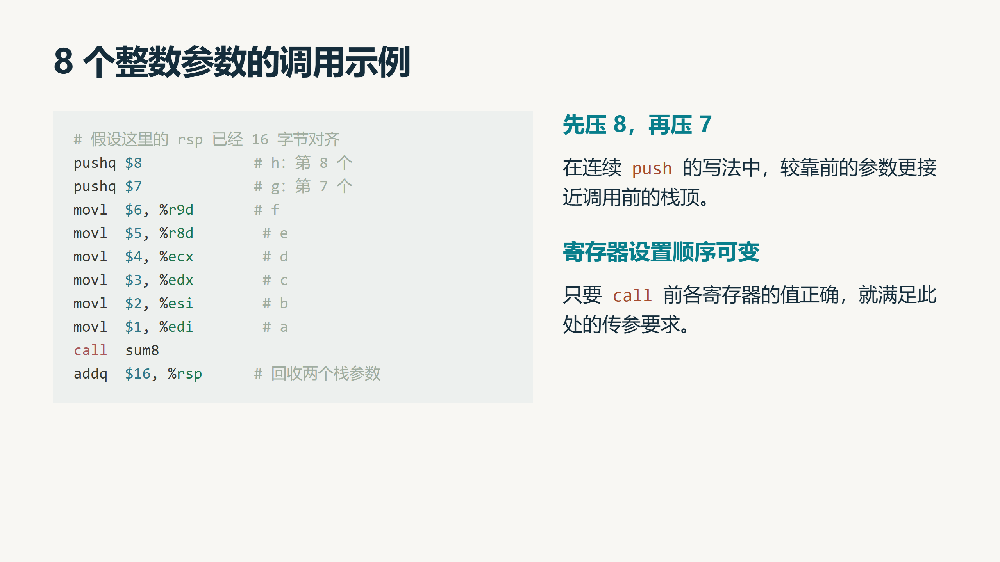 8 个整数参数的调用示例
# 假设这里的 rsp 已经 16 字节对齐
pushq $8             # h：第 8 个
pushq $7             # g：第 7 个
movl  $6, %r9d       # f
movl  $5, %r8d        # e
movl  $4, %ecx        # d
movl  $3, %edx        # c
movl  $2, %esi        # b
movl  $1, %edi        # a
call  sum8
addq  $16, %rsp      # 回收两个栈参数
先压 8，再压 7
在连续 push 的写法中，较靠前的参数更接
近调用前的栈顶。
寄存器设置顺序可变
只要 call 前各寄存器的值正确，就满足此
处的传参要求。